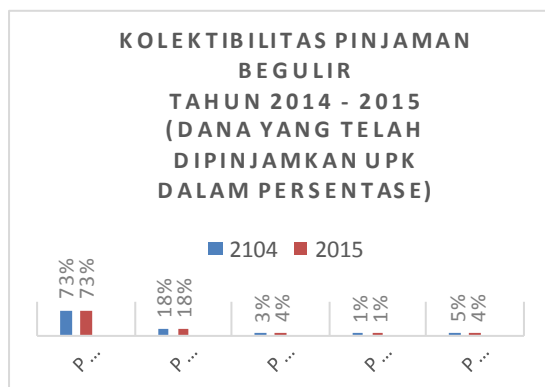 KOLEKTIBILITAS PINJAMAN
BEGULIR
TAHUN 2014 - 2015
(DANA YANG TELAH
DIPINJAMKAN UPK
DALAM PERSENTASE)
2104 2015
73% 73% 18% 18% 3% 4% 1% 1% 5% 4%
P... P... P... P... P...